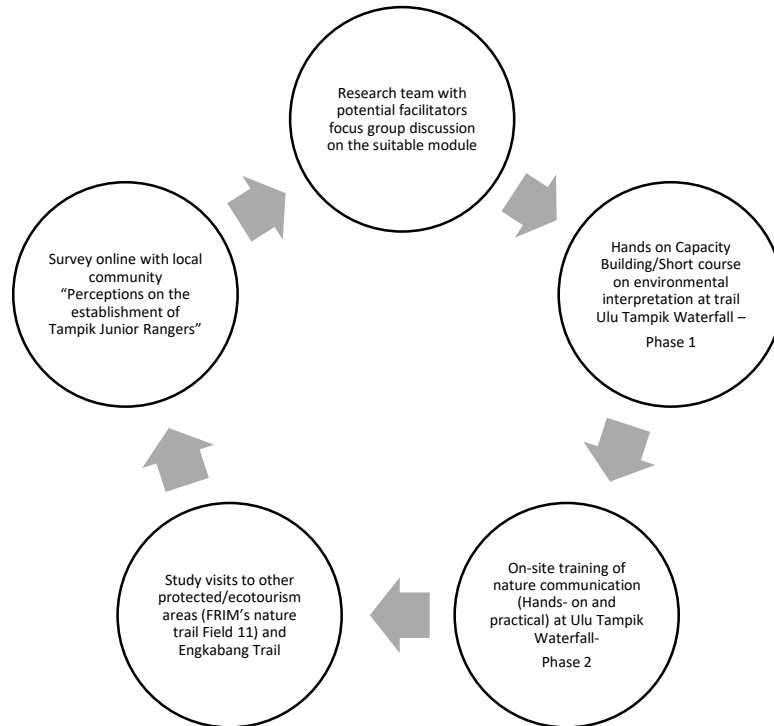 Research team with
potential facilitators
focus group discussion
on the suitable module
Hands on Capacity
Building/Short course
on environmental
interpretation at trail
Ulu Tampik Waterfall –
Phase 1
On-site training of
nature communication
(Hands- on and
practical) at Ulu Tampik
Waterfall-
Phase 2
Study visits to other
protected/ecotourism
areas (FRIM's nature
trail Field 11) and
Engkabang Trail
Survey online with local
community
“Perceptions on the
establishment of
Tampik Junior Rangers”